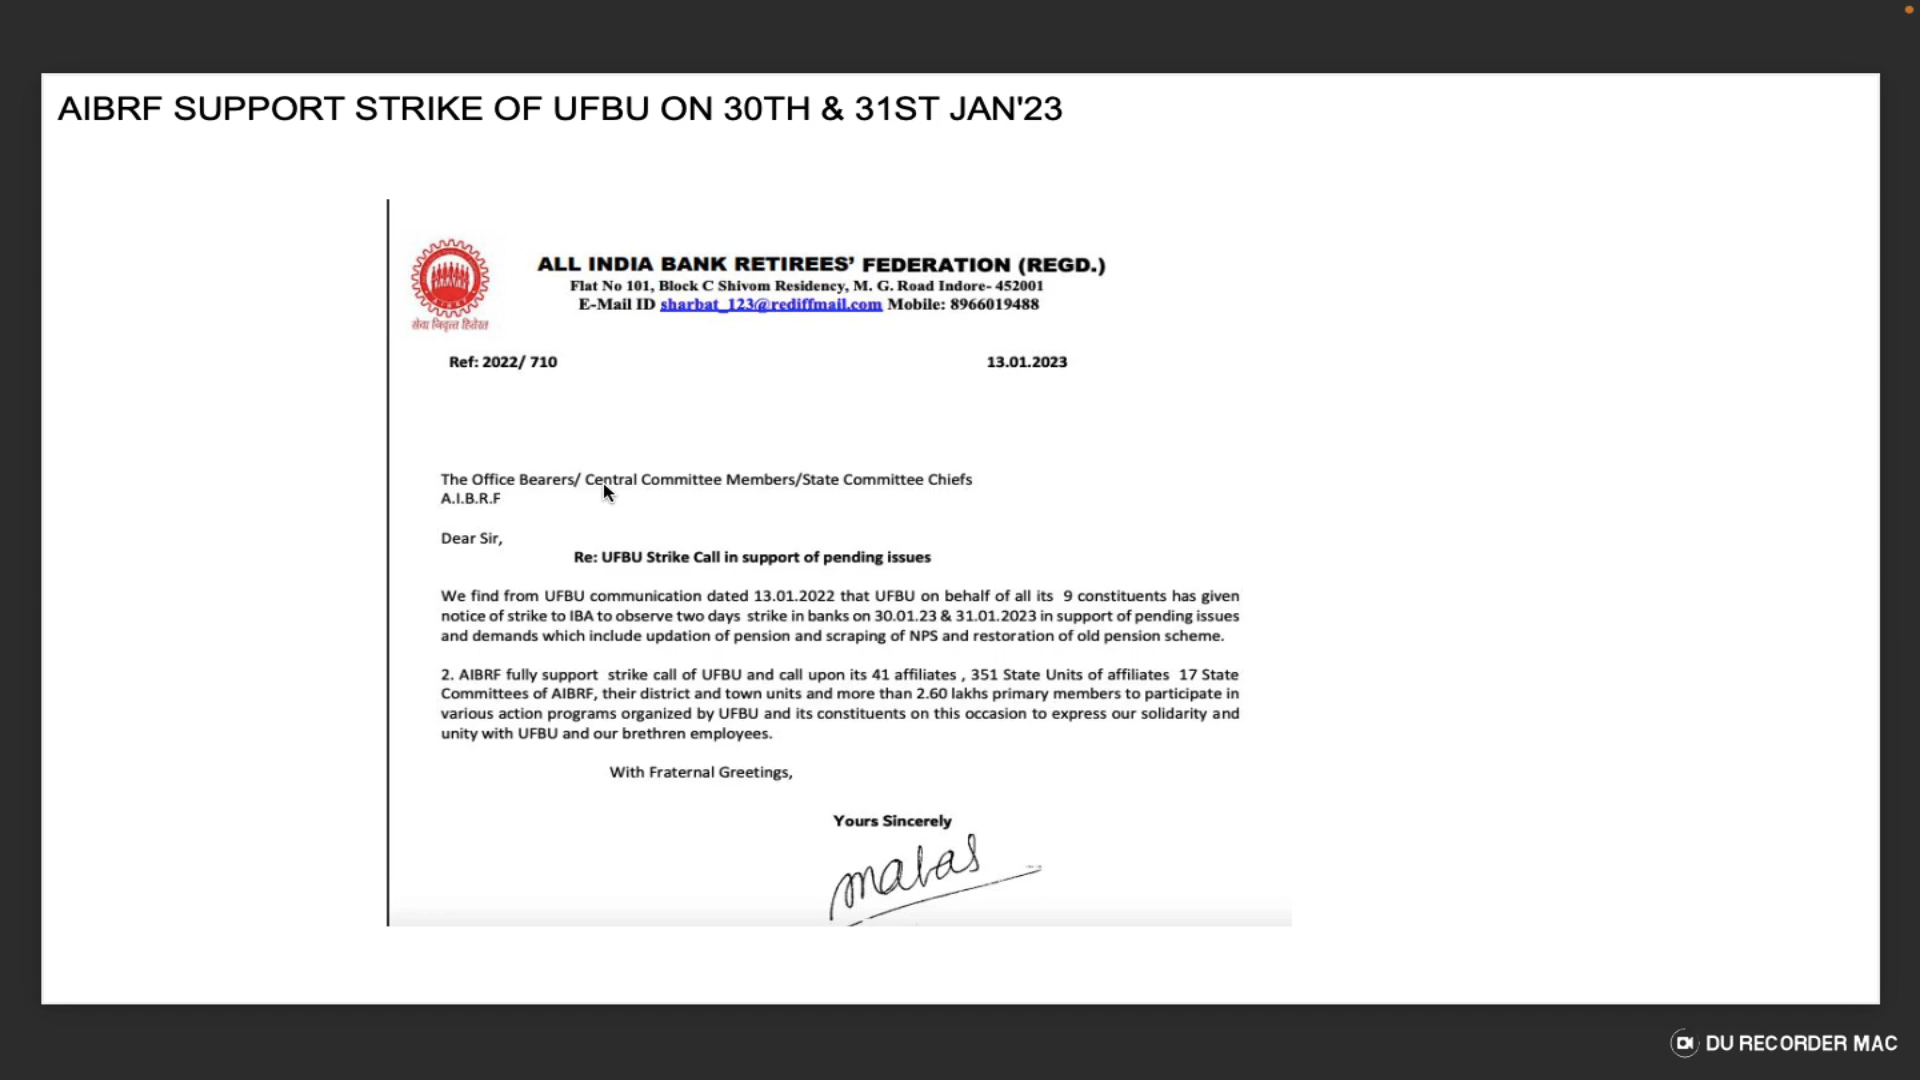 AIBRF SUPPORT STRIKE OF UFBU ON 30TH & 31ST JAN'23
ALL INDIA BANK RETIREES’ FEDERATION (REGD.)
Flat No 101, Block C Shivom Residency, M. G. Road Indore- 452001
E-Mail ID sharbat_123@rediffmail.com Mobile: 8966019488
सेवा निवृत्त हितेरत
Ref: 2022/ 710 13.01.2023
The Office Bearers/ Central Committee Members/State Committee Chiefs
A.I.B.R.F
Dear Sir,
Re: UFBU Strike Call in support of pending issues
We find from UFBU communication dated 13.01.2022 that UFBU on behalf of all its 9 constituents has given
notice of strike to IBA to observe two days strike in banks on 30.01.23 & 31.01.2023 in support of pending issues
and demands which include updation of pension and scraping of NPS and restoration of old pension scheme.
2. AIBRF fully support strike call of UFBU and call upon its 41 affiliates , 351 State Units of affiliates 17 State
Committees of AIBRF, their district and town units and more than 2.60 lakhs primary members to participate in
various action programs organized by UFBU and its constituents on this occasion to express our solidarity and
unity with UFBU and our brethren employees.
With Fraternal Greetings,
Yours Sincerely
DU RECORDER MAC